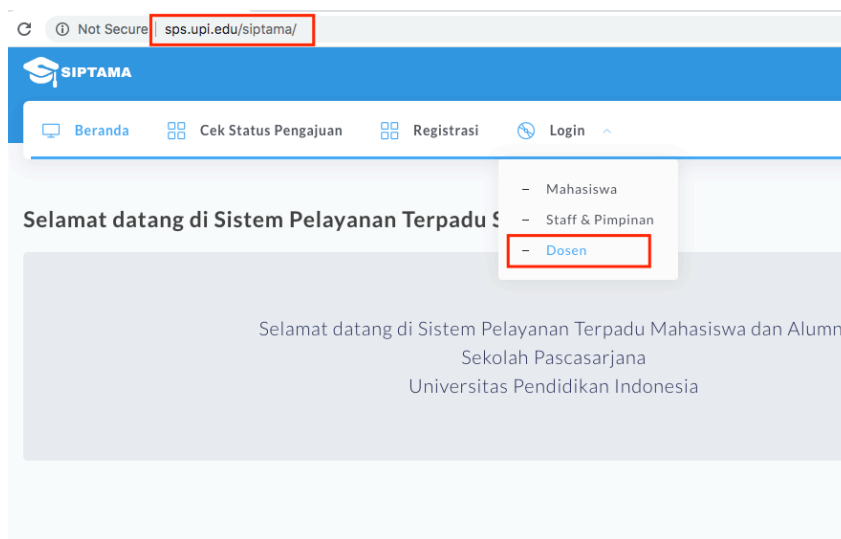 Not Secure | sps.upi.edu/siptama/
SIPTAMA
Beranda Cek Status Pengajuan Registrasi Login
– Mahasiswa
– Staff & Pimpinan
– Dosen
Selamat datang di Sistem Pelayanan Terpadu
Selamat datang di Sistem Pelayanan Terpadu Mahasiswa dan Alumn
Sekolah Pascasarjana
Universitas Pendidikan Indonesia